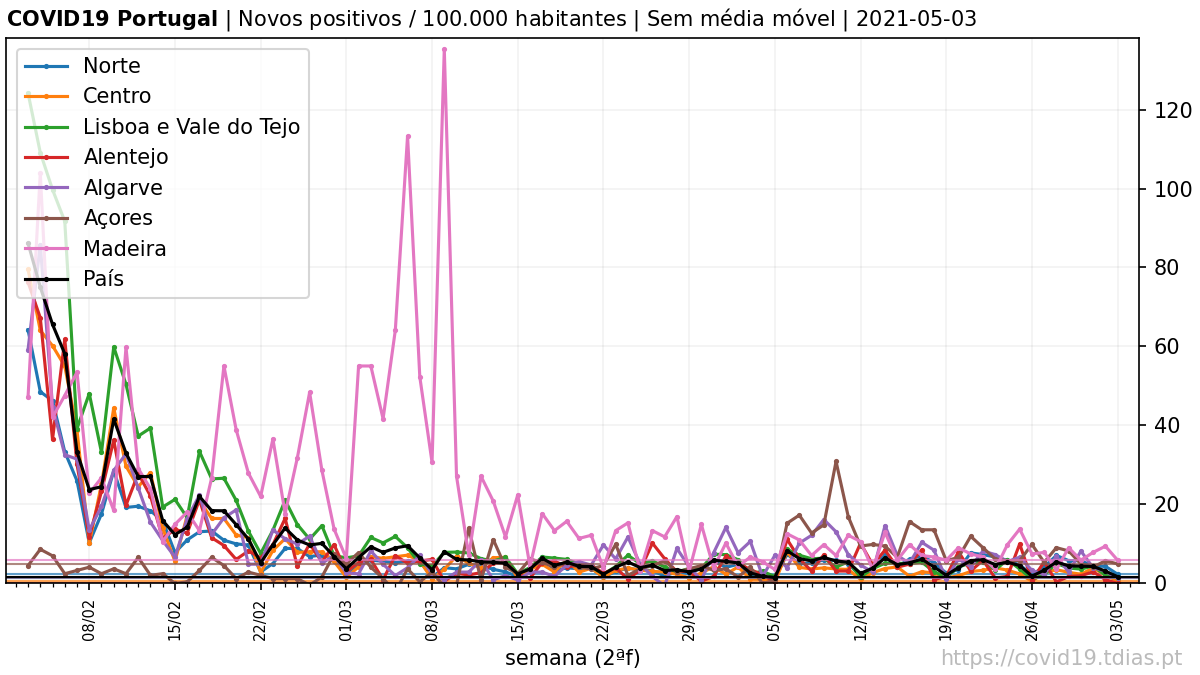 COVID19 Portugal | Novos positivos / 100.000 habitantes | Sem média móvel | 2021-05-03
Norte
Centro
Lisboa e Vale do Tejo
Alentejo
Algarve
Açores
Madeira
País
120
100
80
60
40
20
0
08/02
15/02
22/02
01/03
08/03
15/03
22/03
29/03
05/04
12/04
19/04
26/04
03/05
semana (2ªf)
https://covid19.tdias.pt